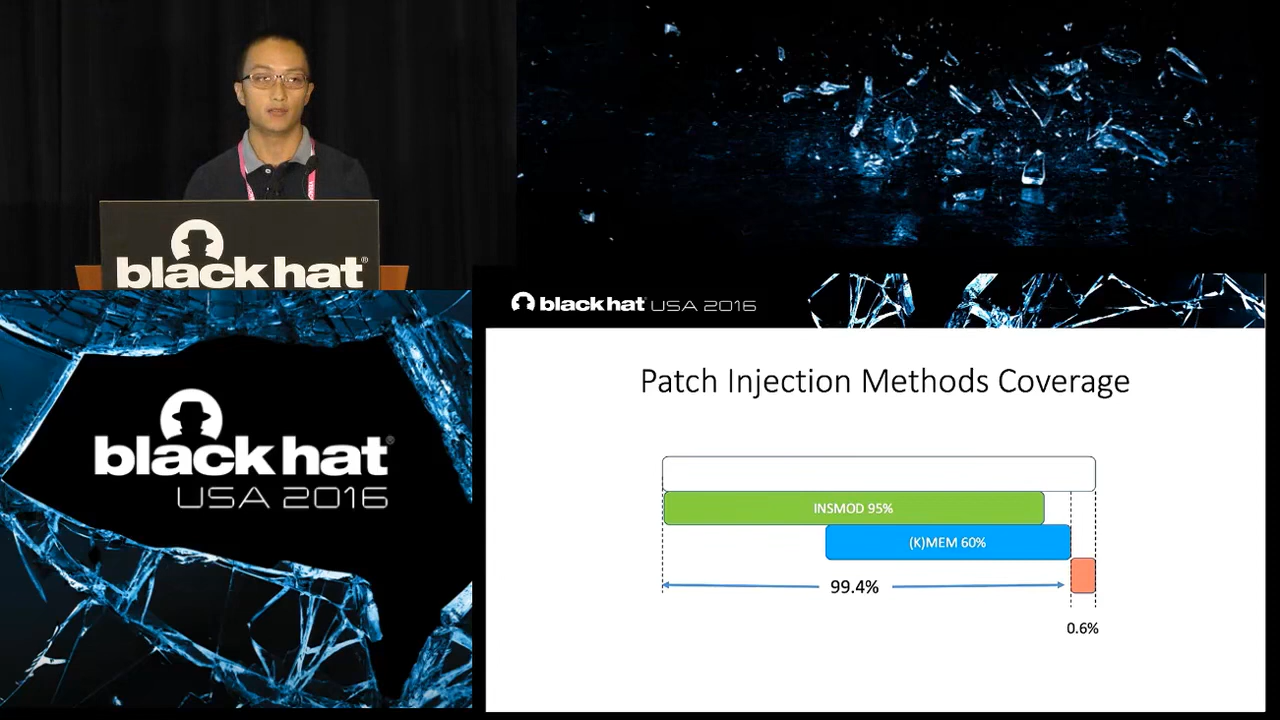 black hat®
black hat®
USA 2016
black hat® USA 2016
Patch Injection Methods Coverage
INSMOD 95%
(K)MEM 60%
99.4%
0.6%